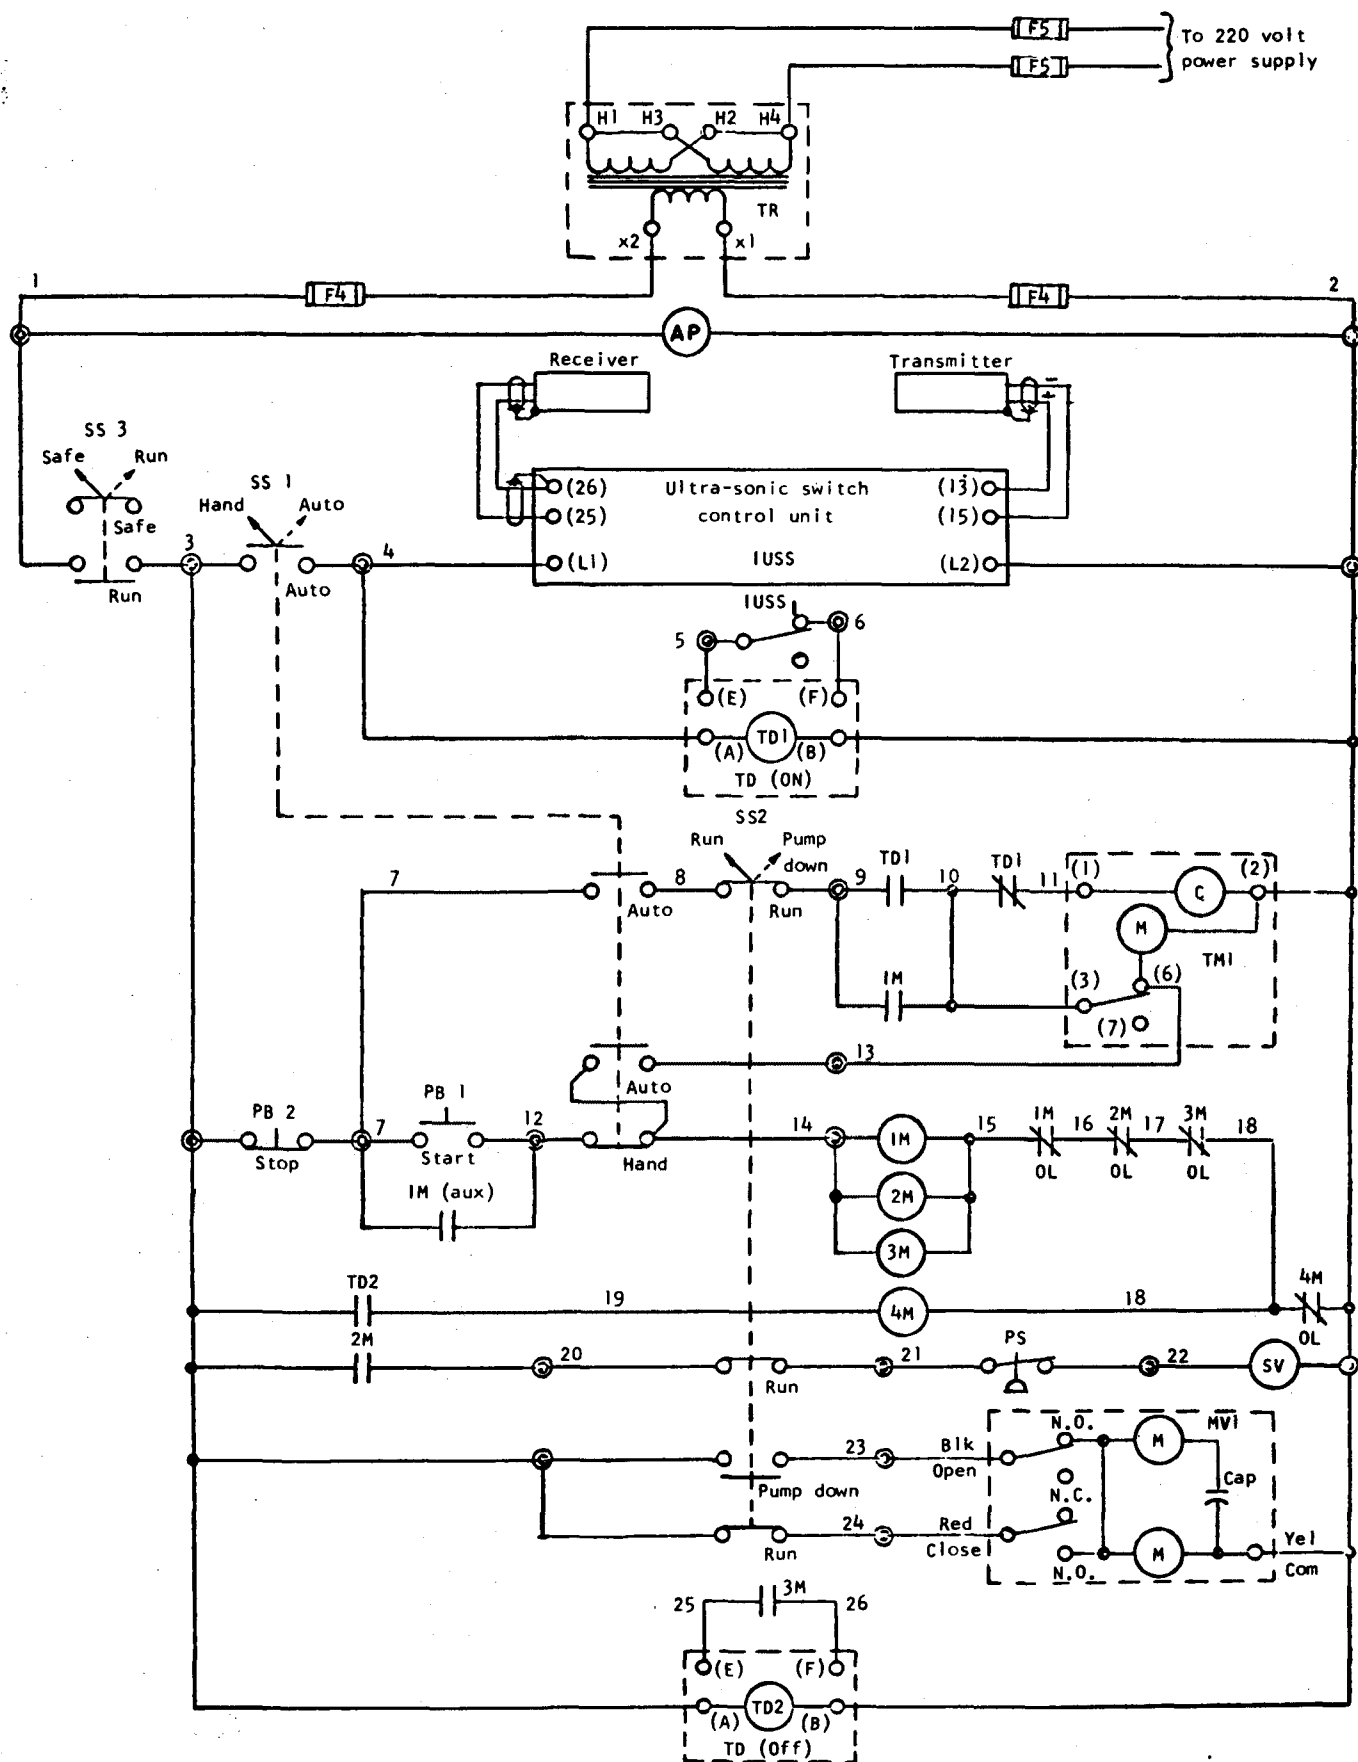 F5
To 220 volt
F5
power supply
H1 H3 H2 H4
TR
x2 x1
1
F4
F4
2
AP
Receiver
Transmitter
-
+
SS 3
Safe Run
Safe
SS 1
Hand Auto
(26) Ultra-sonic switch (13)
(25) control unit (15)
3
4
(L1) IUSS (L2)
Run
Auto
IUSS
5
6
(E) (F)
TD1
(A) (B)
TD (ON)
SS2
Run Pump
down
7
Auto
8
Run
9
TD1
10
TD1
11
(1)
C
(2)
M
TM1
1M
(3) (6)
(7)
13
Auto
PB 2
Stop
7
PB 1
Start
12
Hand
14
1M
15
1M
OL
16
2M
OL
17
3M
OL
18
1M (aux)
2M
3M
TD2
19
4M
18
4M
OL
2M
20
Run
21
PS
22
SV
Pump down
23
Blk
Open
N.O.
MV1
M
N.C.
Cap
Run
24
Red
Close
N.O.
M
Yel
Com
25
3M
26
(E) (F)
TD2
(A) (B)
TD (Off)